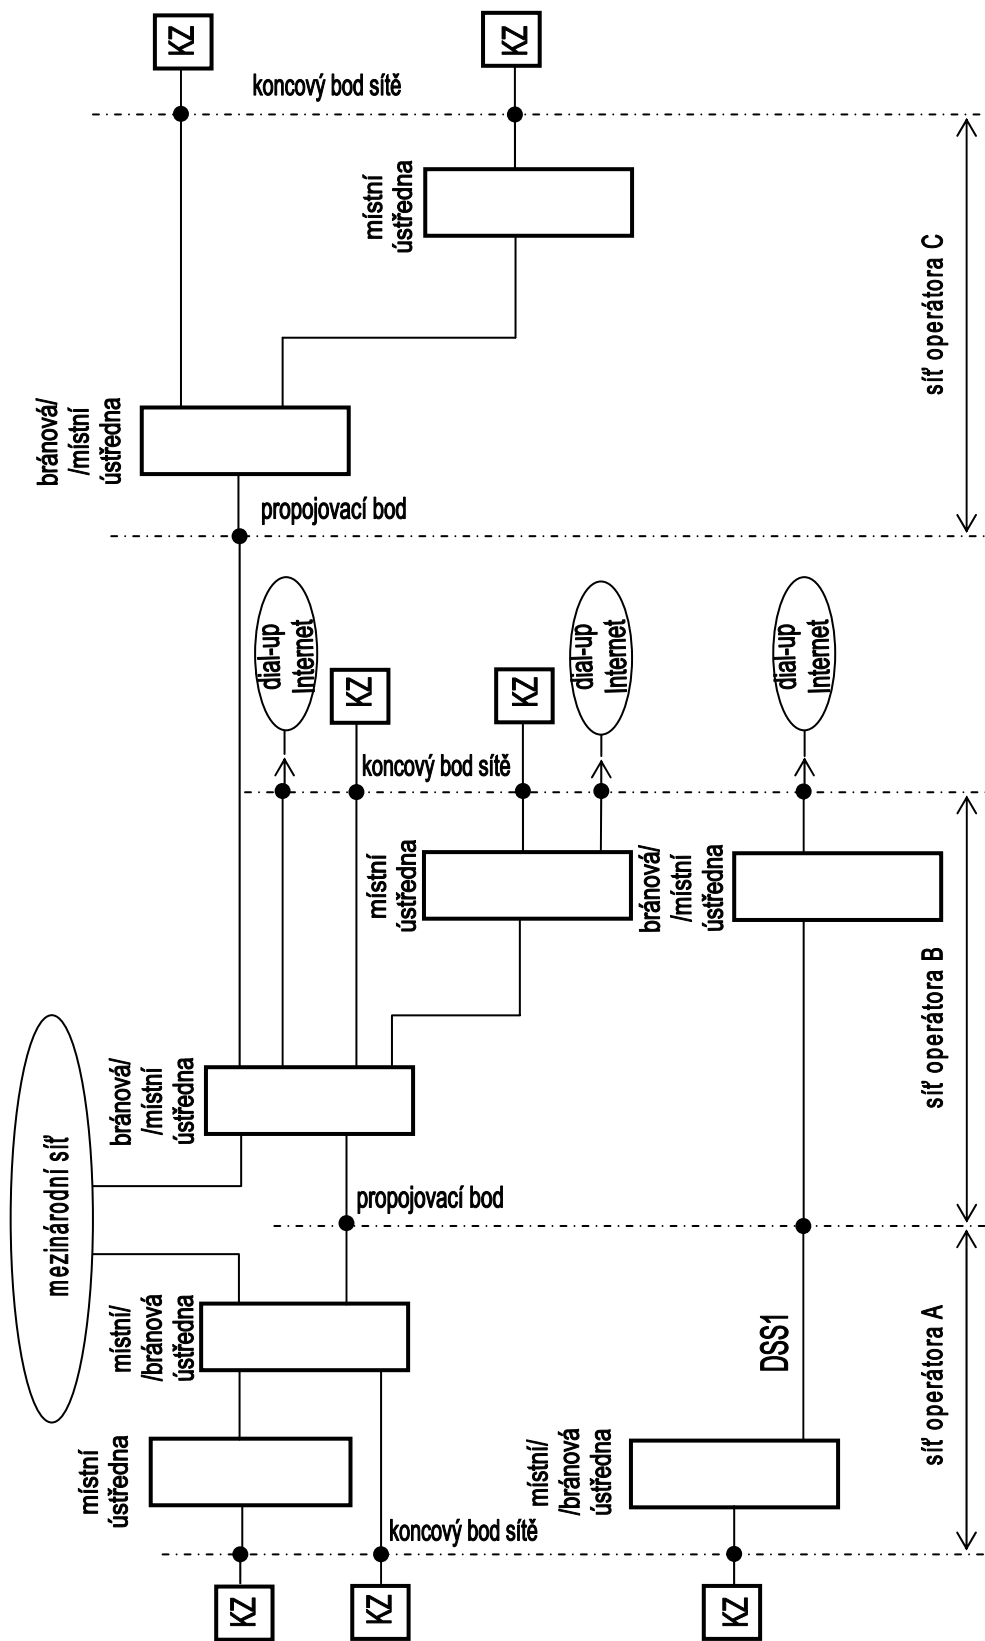 KZ
KZ
koncový bod sítě
místní
ústředna
síť operátora C
bránová/
/místní
ústředna
propojovací bod
dial-up
Internet
dial-up
Internet
dial-up
Internet
KZ
KZ
koncový bod sítě
místní
ústředna
bránová/
/místní
ústředna
síť operátora B
bránová/
/místní
ústředna
mezinárodní síť
propojovací bod
místní/
/bránová
ústředna
DSS1
síť operátora A
místní
ústředna
místní/
/bránová
ústředna
koncový bod sítě
KZ
KZ
KZ